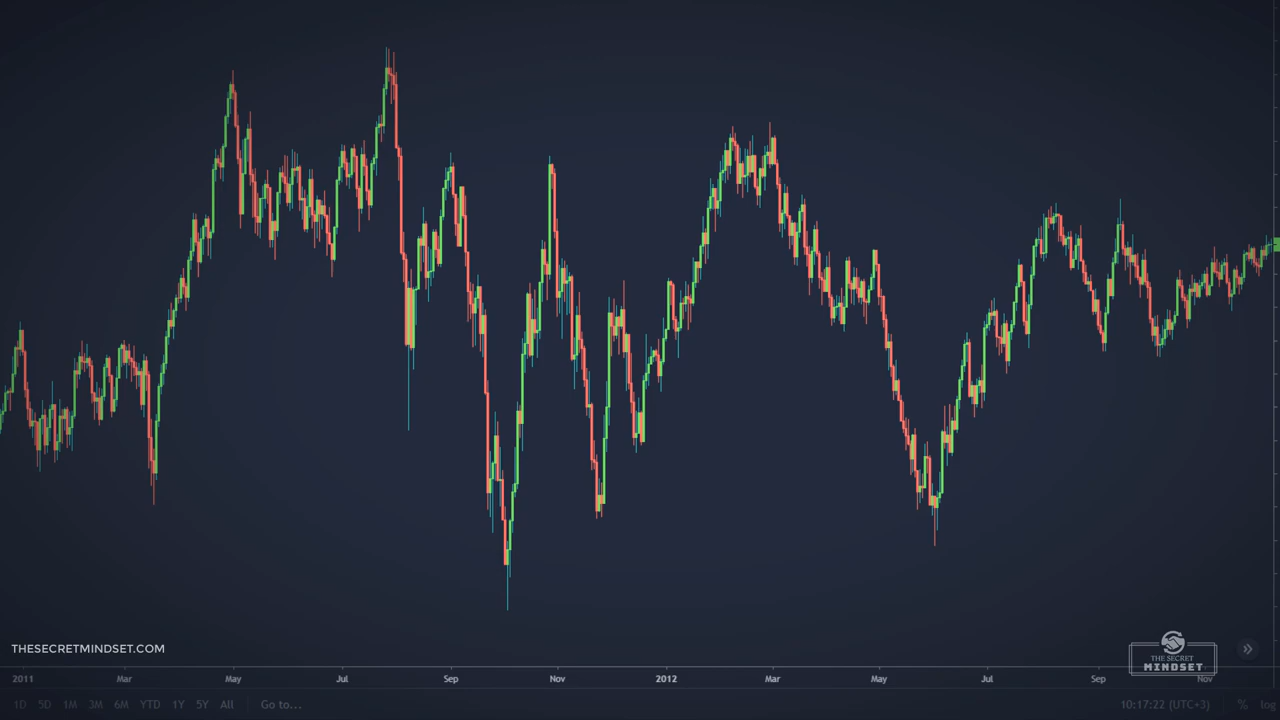 THESECRETMINDSET.COM
THE SECRET
MINDSET
2011 Mar May Jul Sep Nov 2012 Mar May Jul Sep Nov
1D 5D 1M 3M 6M YTD 1Y 5Y All Go to... 10:17:22 (UTC+3) % log